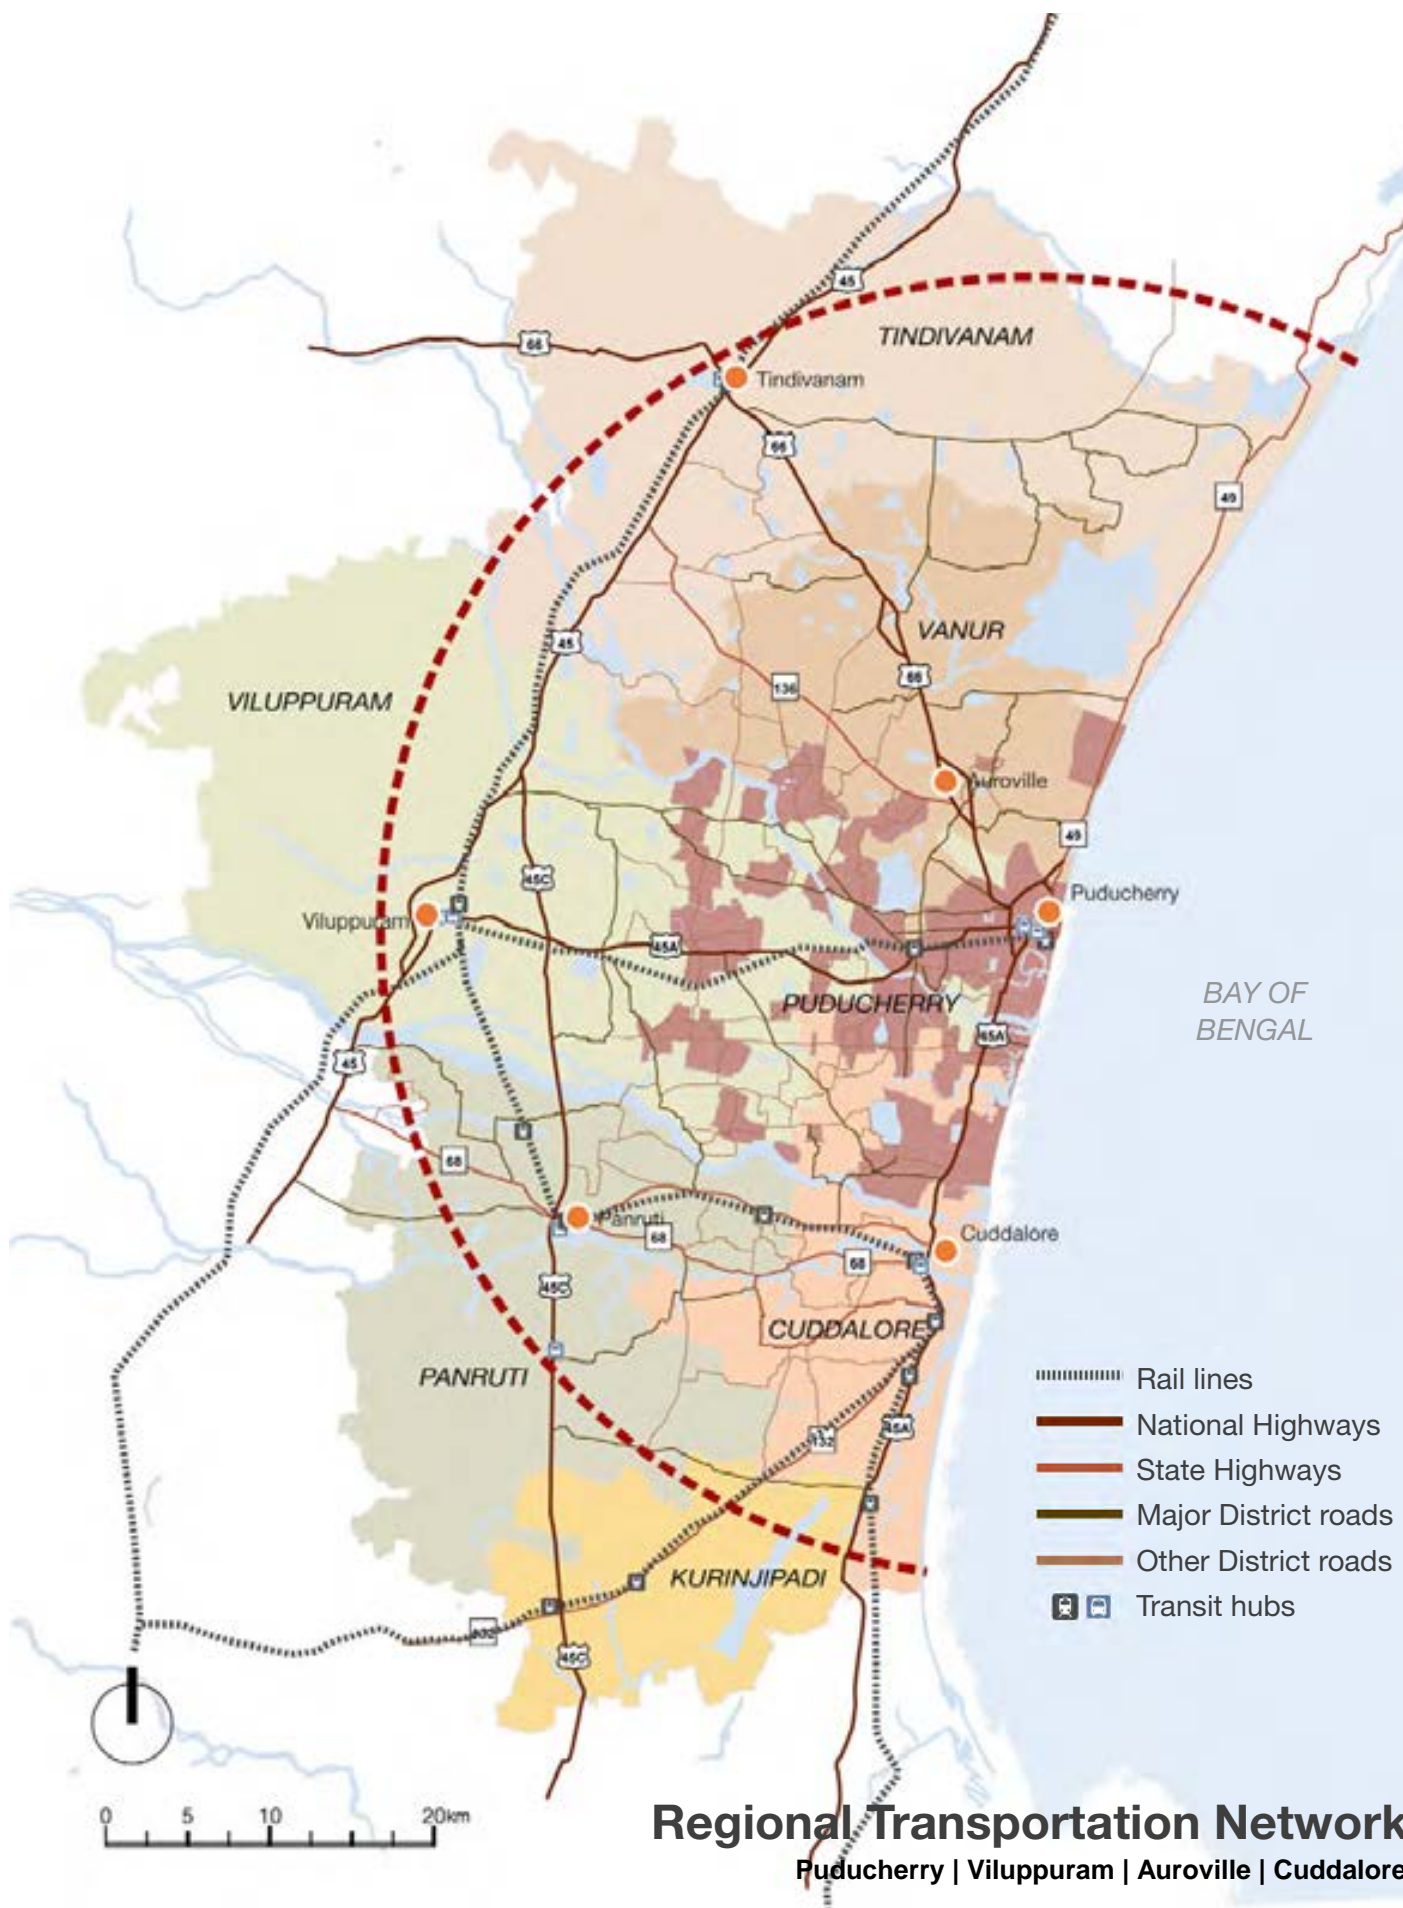 45
TINDIVANAM
66
Tindivanam
66
49
VANUR
45
66
136
VILUPPURAM
Auroville
49
45C
Puducherry
Viluppuram
45A
PUDUCHERRY
BAY OF
BENGAL
45A
45
68
Panruti
68
Cuddalore
68
45C
CUDDALORE
PANRUTI
Rail lines
National Highways
45A
132
State Highways
Major District roads
Other District roads
KURINJIPADI
Transit hubs
45C
0 5 10 20km
Regional Transportation Network
Puducherry | Viluppuram | Auroville | Cuddalore